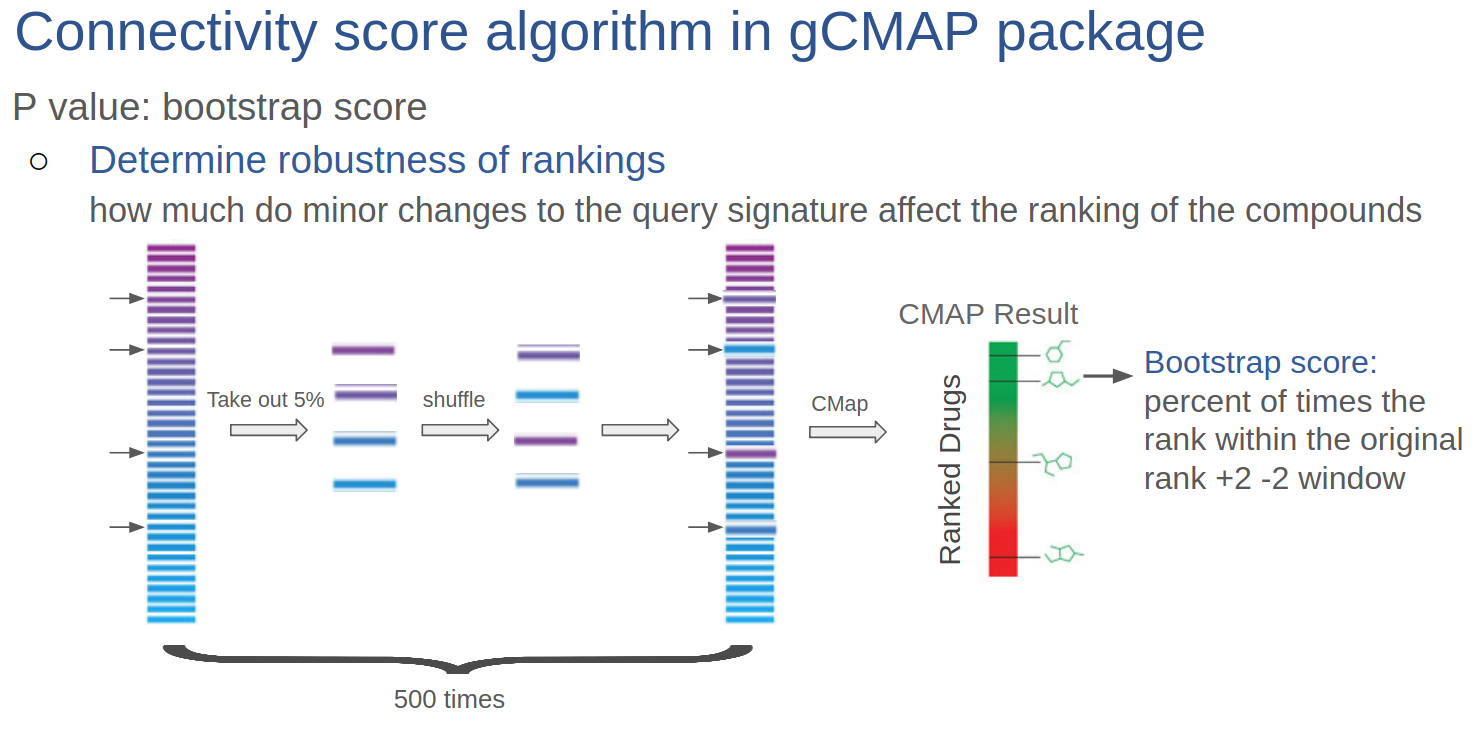 Connectivity score algorithm in gCMAP package
P value: bootstrap score
Determine robustness of rankings
how much do minor changes to the query signature affect the ranking of the compounds
Take out 5%
shuffle
CMap
CMAP Result
Ranked Drugs
Bootstrap score:
percent of times the
rank within the original
rank +2 -2 window
500 times